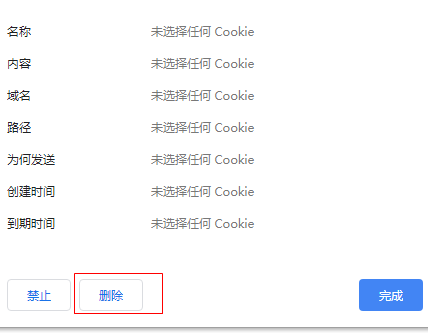 名称 未选择任何 Cookie
内容 未选择任何 Cookie
域名 未选择任何 Cookie
路径 未选择任何 Cookie
为何发送 未选择任何 Cookie
创建时间 未选择任何 Cookie
到期时间 未选择任何 Cookie
禁止 删除 完成